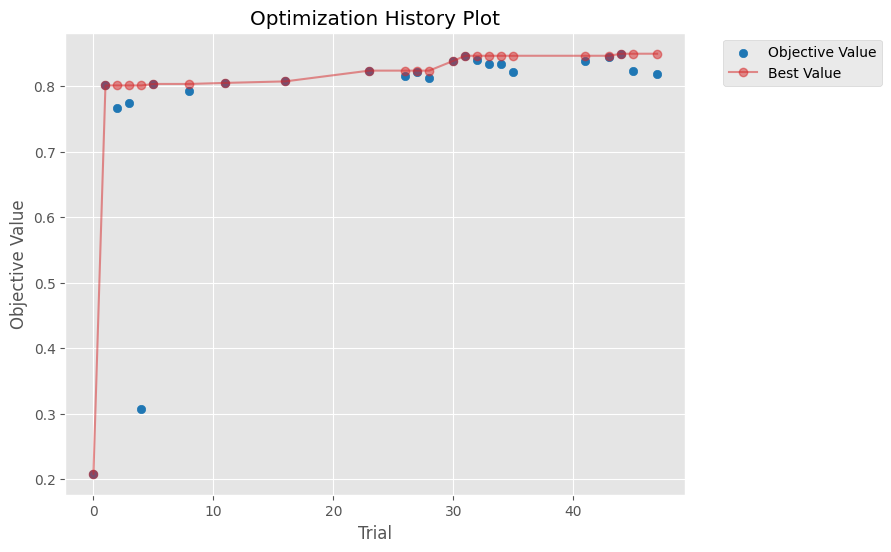 Optimization History Plot
Objective Value
Best Value
Objective Value
0.8
0.7
0.6
0.5
0.4
0.3
0.2
0
10
20
30
40
Trial